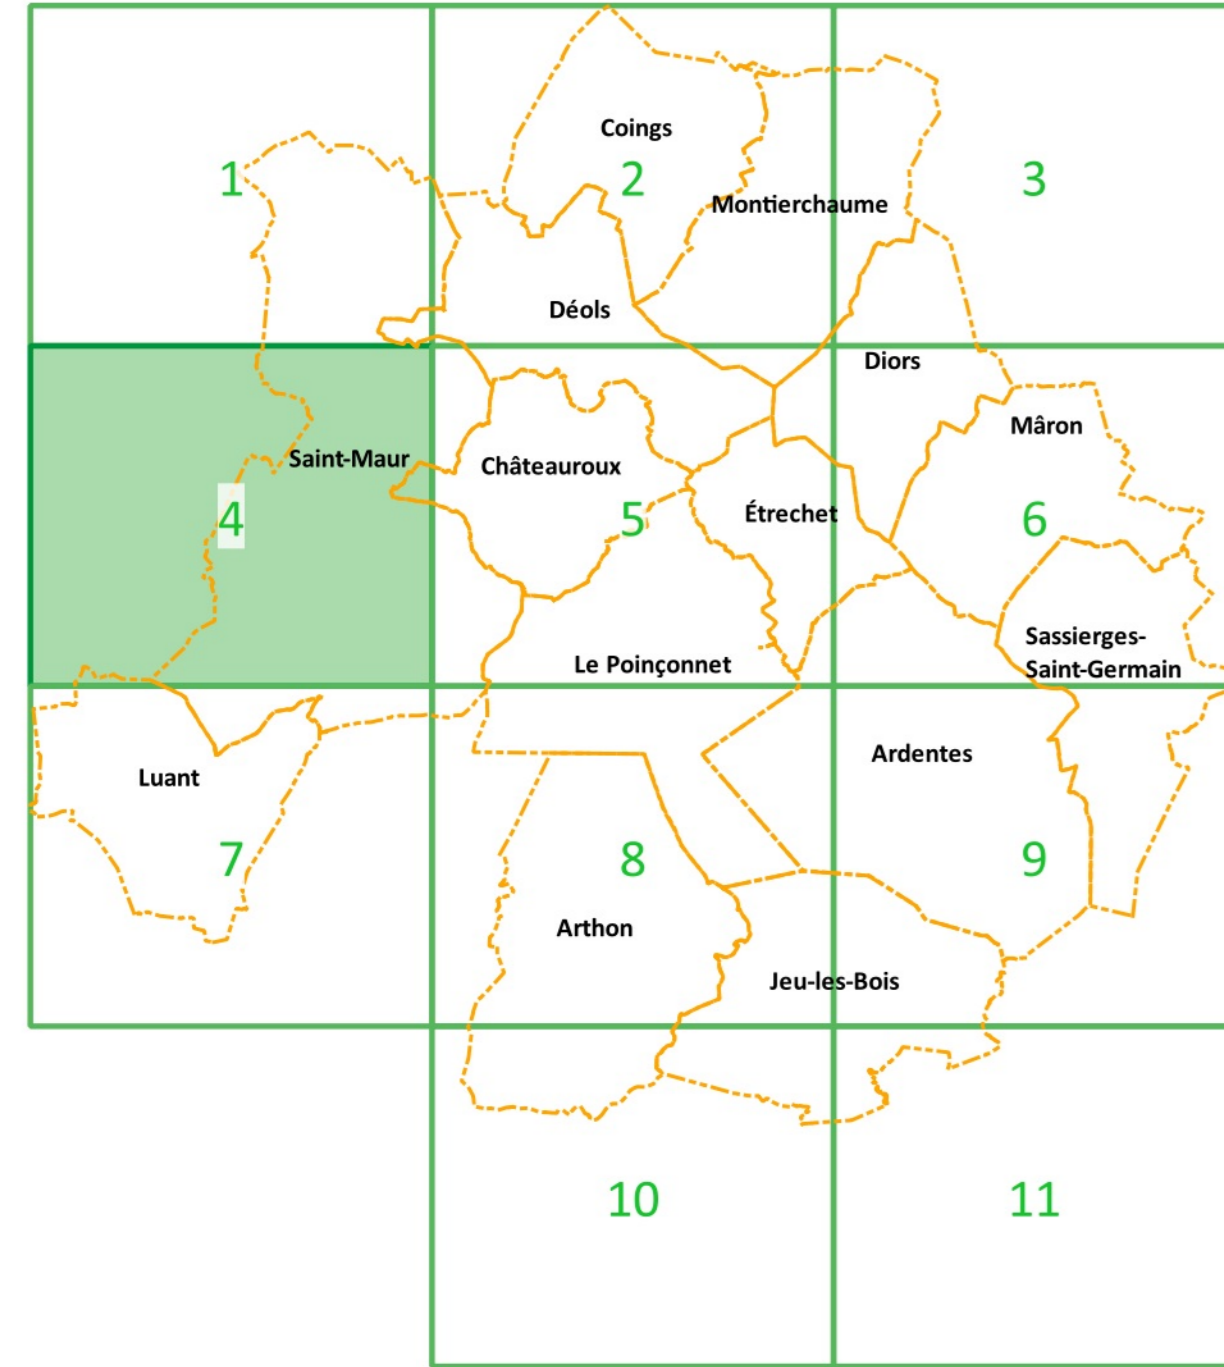 Coings
1
2
3
Montierchaume
Déols
Diors
Mâron
Saint-Maur
Châteauroux
4
5
Étrechet
6
Sassierges-
Saint-Germain
Le Poinçonnet
Ardentes
Luant
7
8
9
Arthon
Jeu-les-Bois
10
11